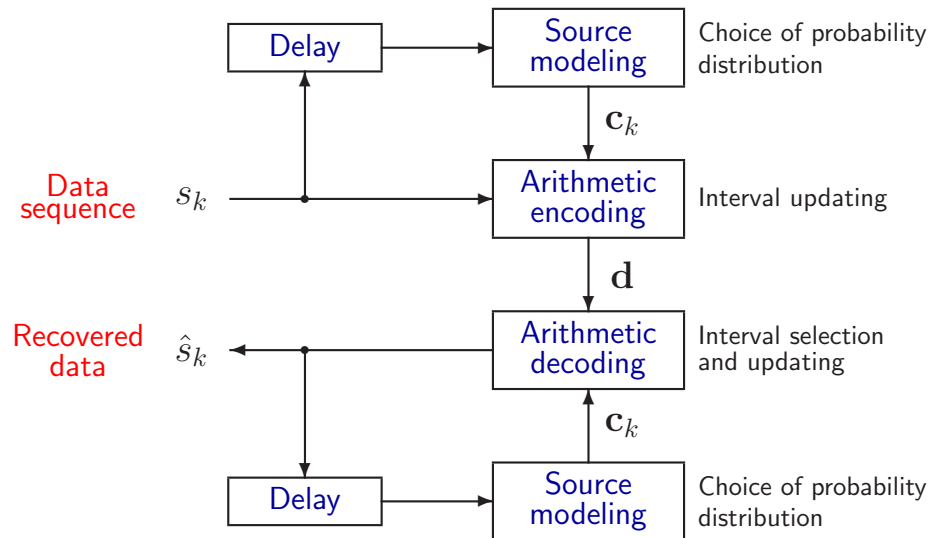 Delay
Source
modeling
Choice of probability
distribution
c_k
Data
sequence
s_k
Arithmetic
encoding
Interval updating
d
Recovered
data
ŝ_k
Arithmetic
decoding
Interval selection
and updating
c_k
Delay
Source
modeling
Choice of probability
distribution